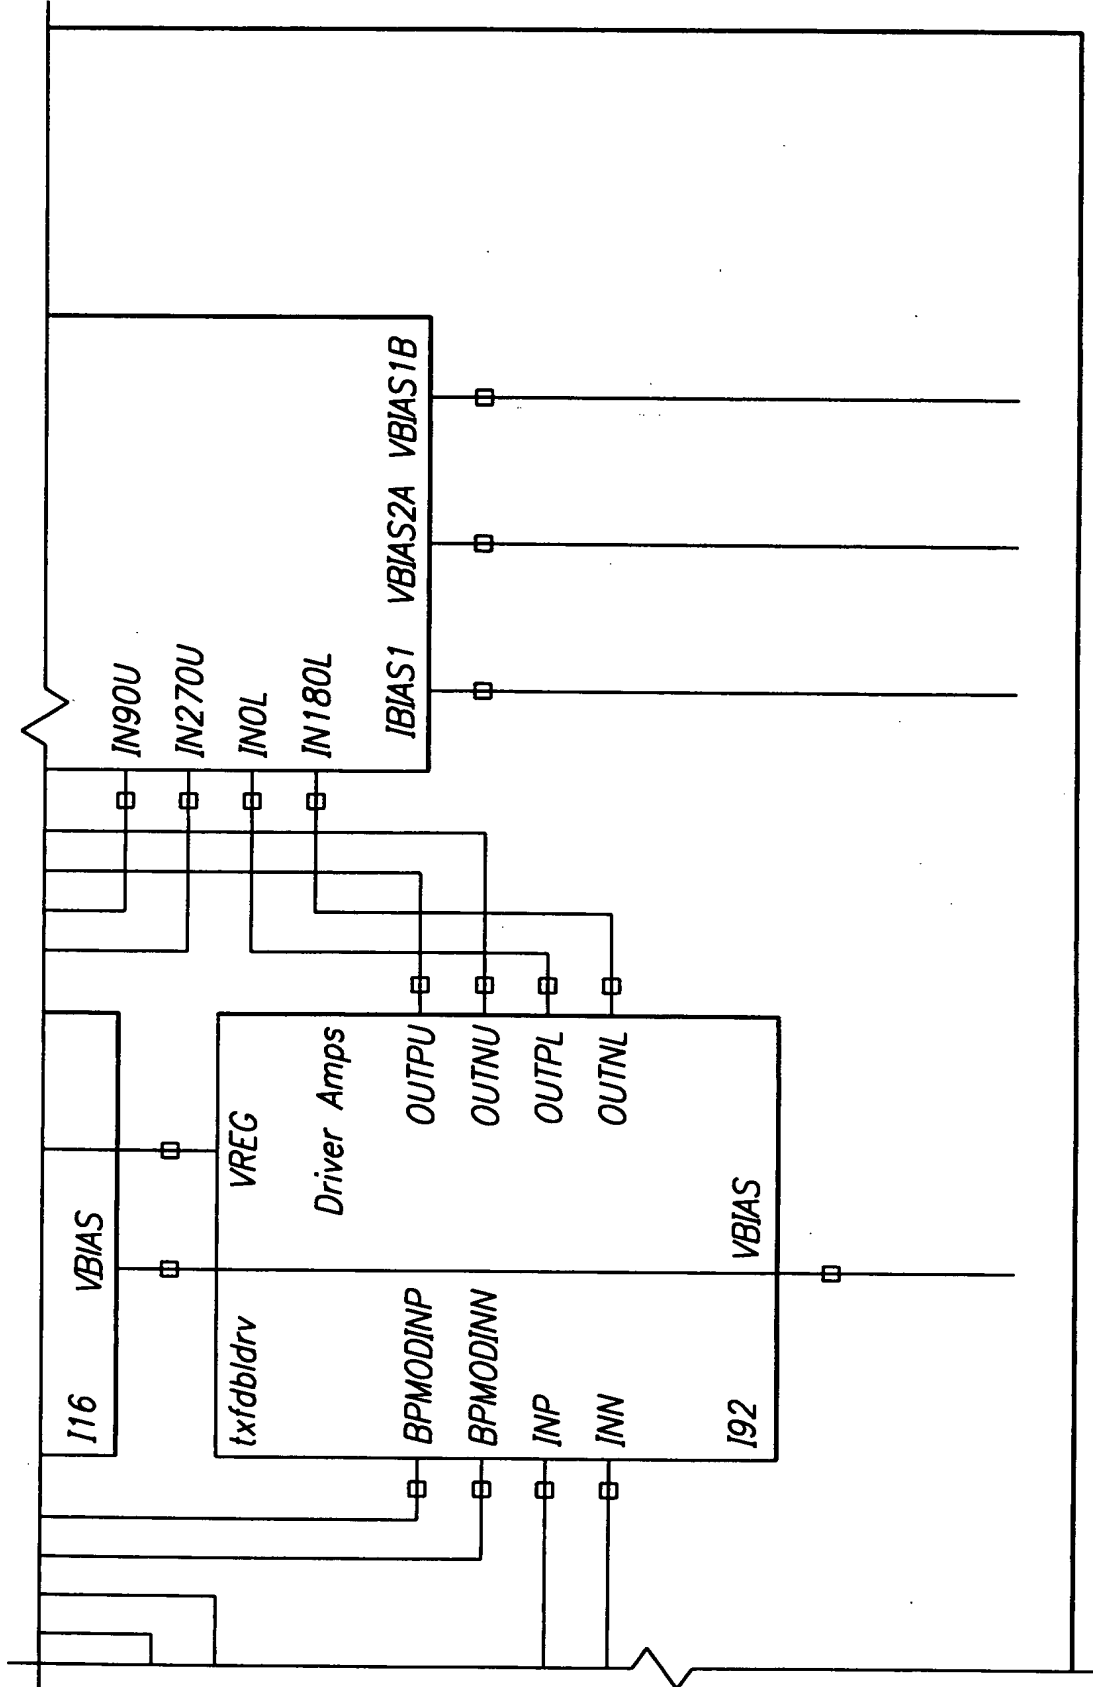 IN90U
IN270U
IN0L
IN180L
IBIAS1 VBIAS2A VBIAS1B
I16 VBIAS
txfdbldrv VREG
Driver Amps
BPMODINP OUTPU
BPMODINN OUTNU
INP OUTPL
INN OUTNL
I92 VBIAS